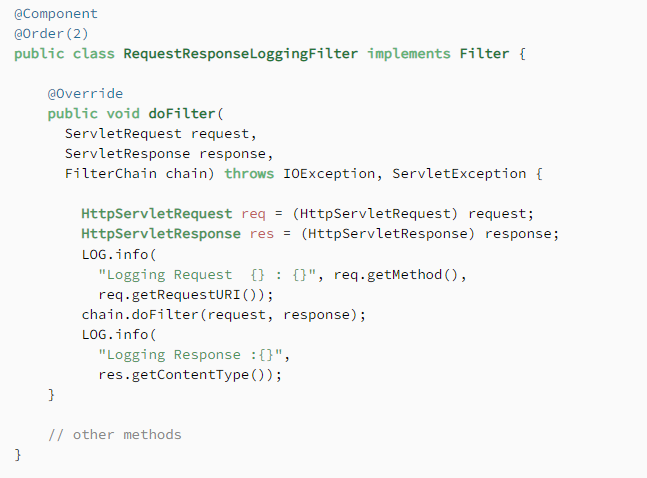 @Component
@Order(2)
public class RequestResponseLoggingFilter implements Filter {
@Override
public void doFilter(
ServletRequest request,
ServletResponse response,
FilterChain chain) throws IOException, ServletException {
HttpServletRequest req = (HttpServletRequest) request;
HttpServletResponse res = (HttpServletResponse) response;
LOG.info(
"Logging Request  {} : {}", req.getMethod(),
req.getRequestURI());
chain.doFilter(request, response);
LOG.info(
"Logging Response :{}",
res.getContentType());
}
// other methods
}